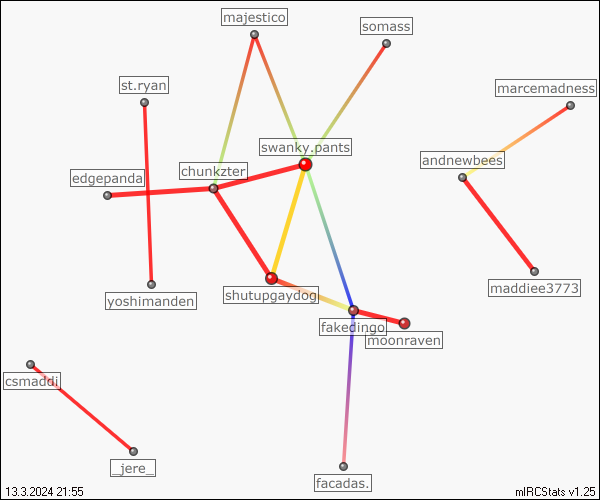 majestico
somass
st.ryan
marcemadness
swanky.pants
andnewbees
chunkzter
edgepanda
maddiee3773
shutupgaydog
yoshimanden
fakedingo
moonraven
csmaddi
_jere_
facadas.
13.3.2024 21:55
mIRCStats v1.25